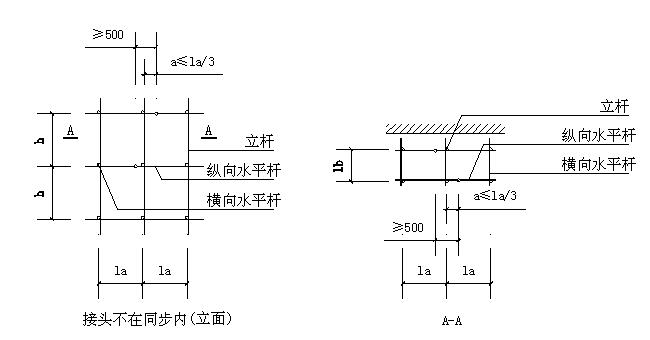 ≥500
a≤la/3
A
A
h
h
立杆
纵向水平杆
横向水平杆
la
la
接头不在同步内(立面)
立杆
纵向水平杆
横向水平杆
lb
a≤la/3
≥500
la
la
A-A